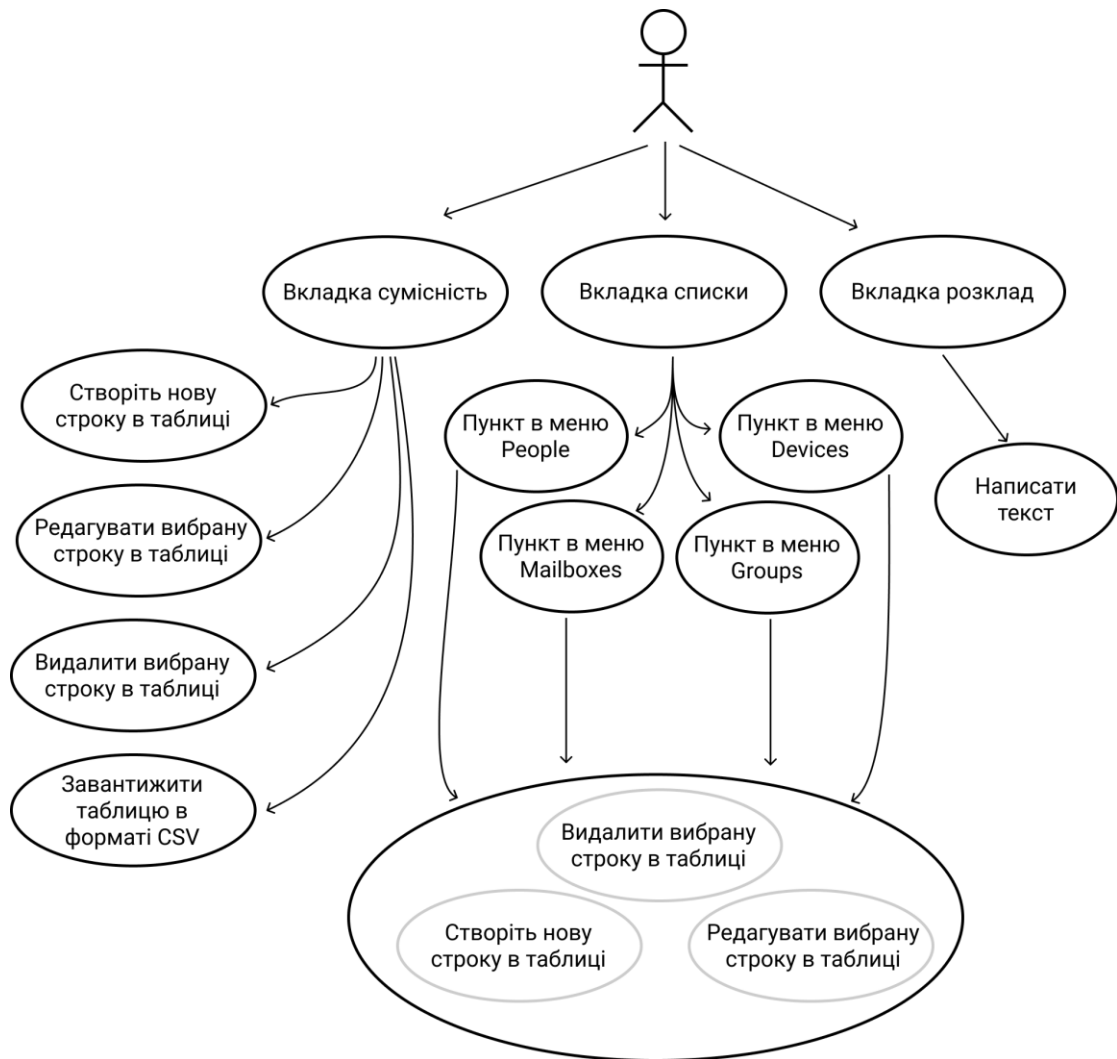 Вкладка сумісність
Вкладка списки
Вкладка розклад
Створіть нову
строку в таблиці
Пункт в меню
People
Пункт в меню
Devices
Написати
текст
Редагувати вибрану
строку в таблиці
Пункт в меню
Mailboxes
Пункт в меню
Groups
Видалити вибрану
строку в таблиці
Завантижити
таблицю в
форматі CSV
Видалити вибрану
строку в таблиці
Створіть нову
строку в таблиці
Редагувати вибрану
строку в таблиці